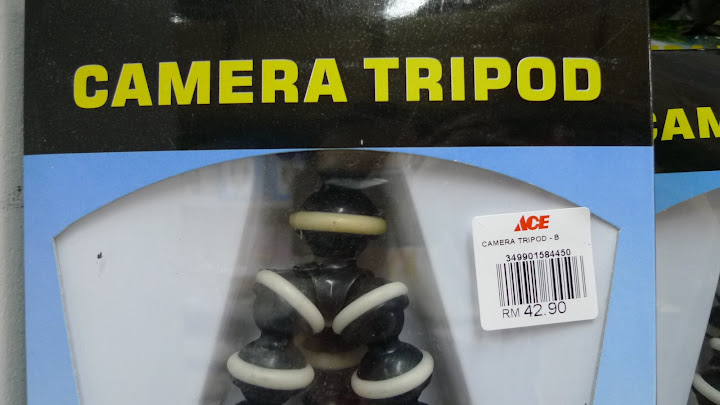 CAMERA TRIPOD
CAM
ACE
CAMERA TRIPOD - B
349901584450
RM 42.90